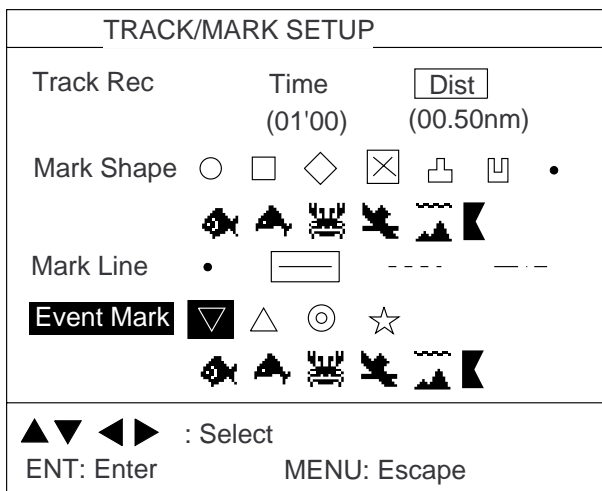 TRACK/MARK SETUP
Track Rec Time Dist
(01'00) (00.50nm)
Mark Shape
Mark Line
Event Mark
: Select
ENT: Enter MENU: Escape